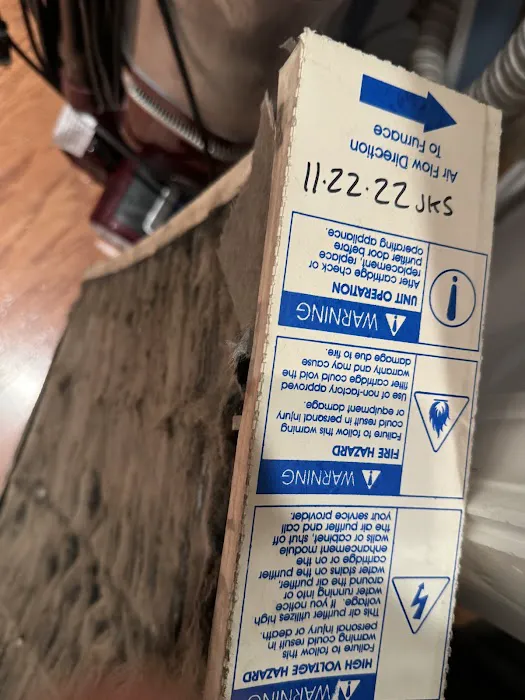 Air Flow Direction
To Furnace
11·22·22 JKS
WARNING
HIGH VOLTAGE HAZARD
Failure to follow this
warning could result in
personal injury or death.
This air purifier utilizes high
voltage. If you notice
water running into or
around the air purifier,
water stains on the purifier
cartridge or on the
enhancement module
walls or cabinet, shut off
the air purifier and call
your service provider.
WARNING
FIRE HAZARD
Failure to follow this warning
could result in personal injury
or equipment damage.
Use of non-factory approved
filter cartridge could void the
warranty and may cause
damage due to fire.
WARNING
UNIT OPERATION
After cartridge check or
replacement, replace
purifier door before
operating appliance.